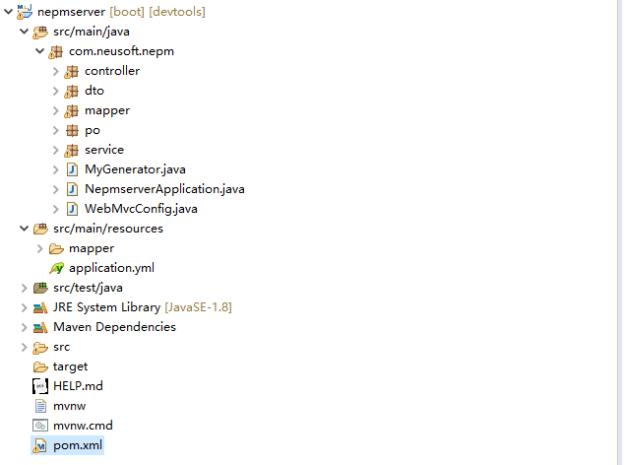 nepmserver [boot] [devtools]
src/main/java
com.neusoft.nepm
controller
dto
mapper
po
service
MyGenerator.java
NepmserverApplication.java
WebMvcConfig.java
src/main/resources
mapper
application.yml
src/test/java
JRE System Library [JavaSE-1.8]
Maven Dependencies
src
target
HELP.md
mvnw
mvnw.cmd
pom.xml